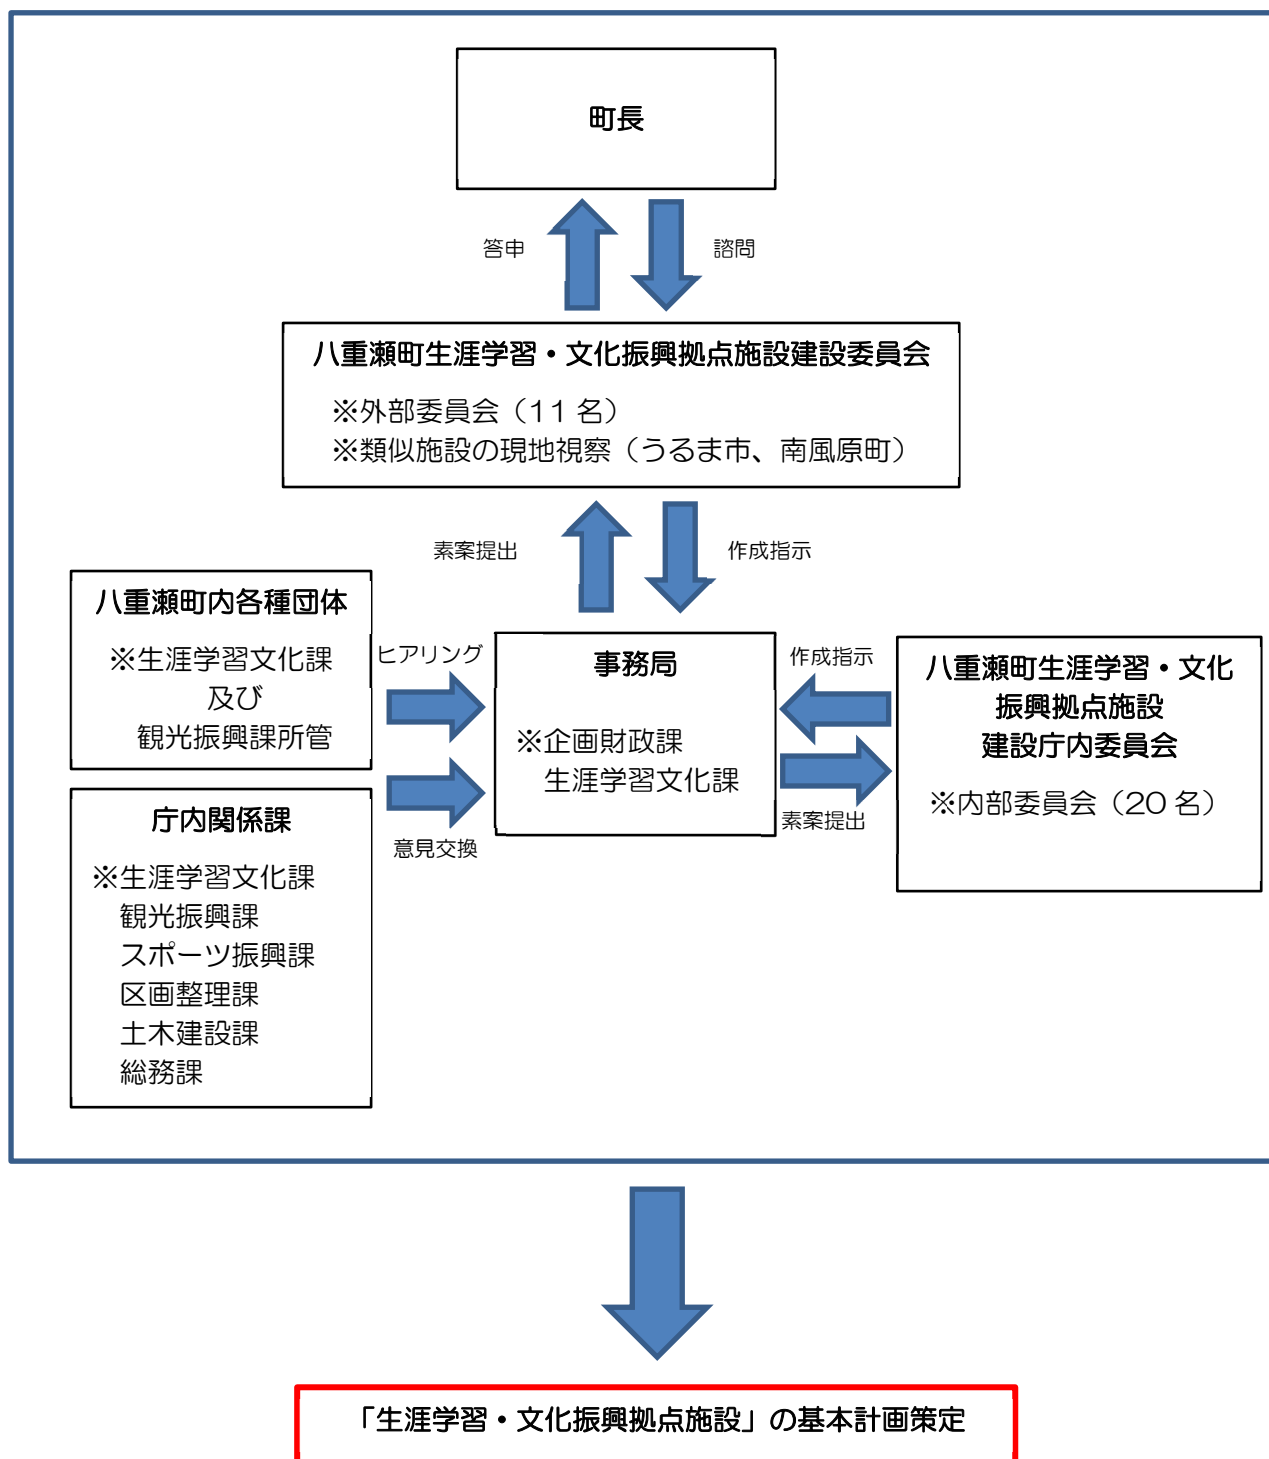 町長
答申
諮問
八重瀬町生涯学習・文化振興拠点施設建設委員会
※外部委員会（11 名）
※類似施設の現地視察（うるま市、南風原町）
素案提出
作成指示
八重瀬町内各種団体
※生涯学習文化課
及び
観光振興課所管
ヒアリング
意見交換
庁内関係課
※生涯学習文化課
観光振興課
スポーツ振興課
区画整理課
土木建設課
総務課
事務局
※企画財政課
生涯学習文化課
作成指示
素案提出
八重瀬町生涯学習・文化
振興拠点施設
建設庁内委員会
※内部委員会（20 名）
「生涯学習・文化振興拠点施設」の基本計画策定